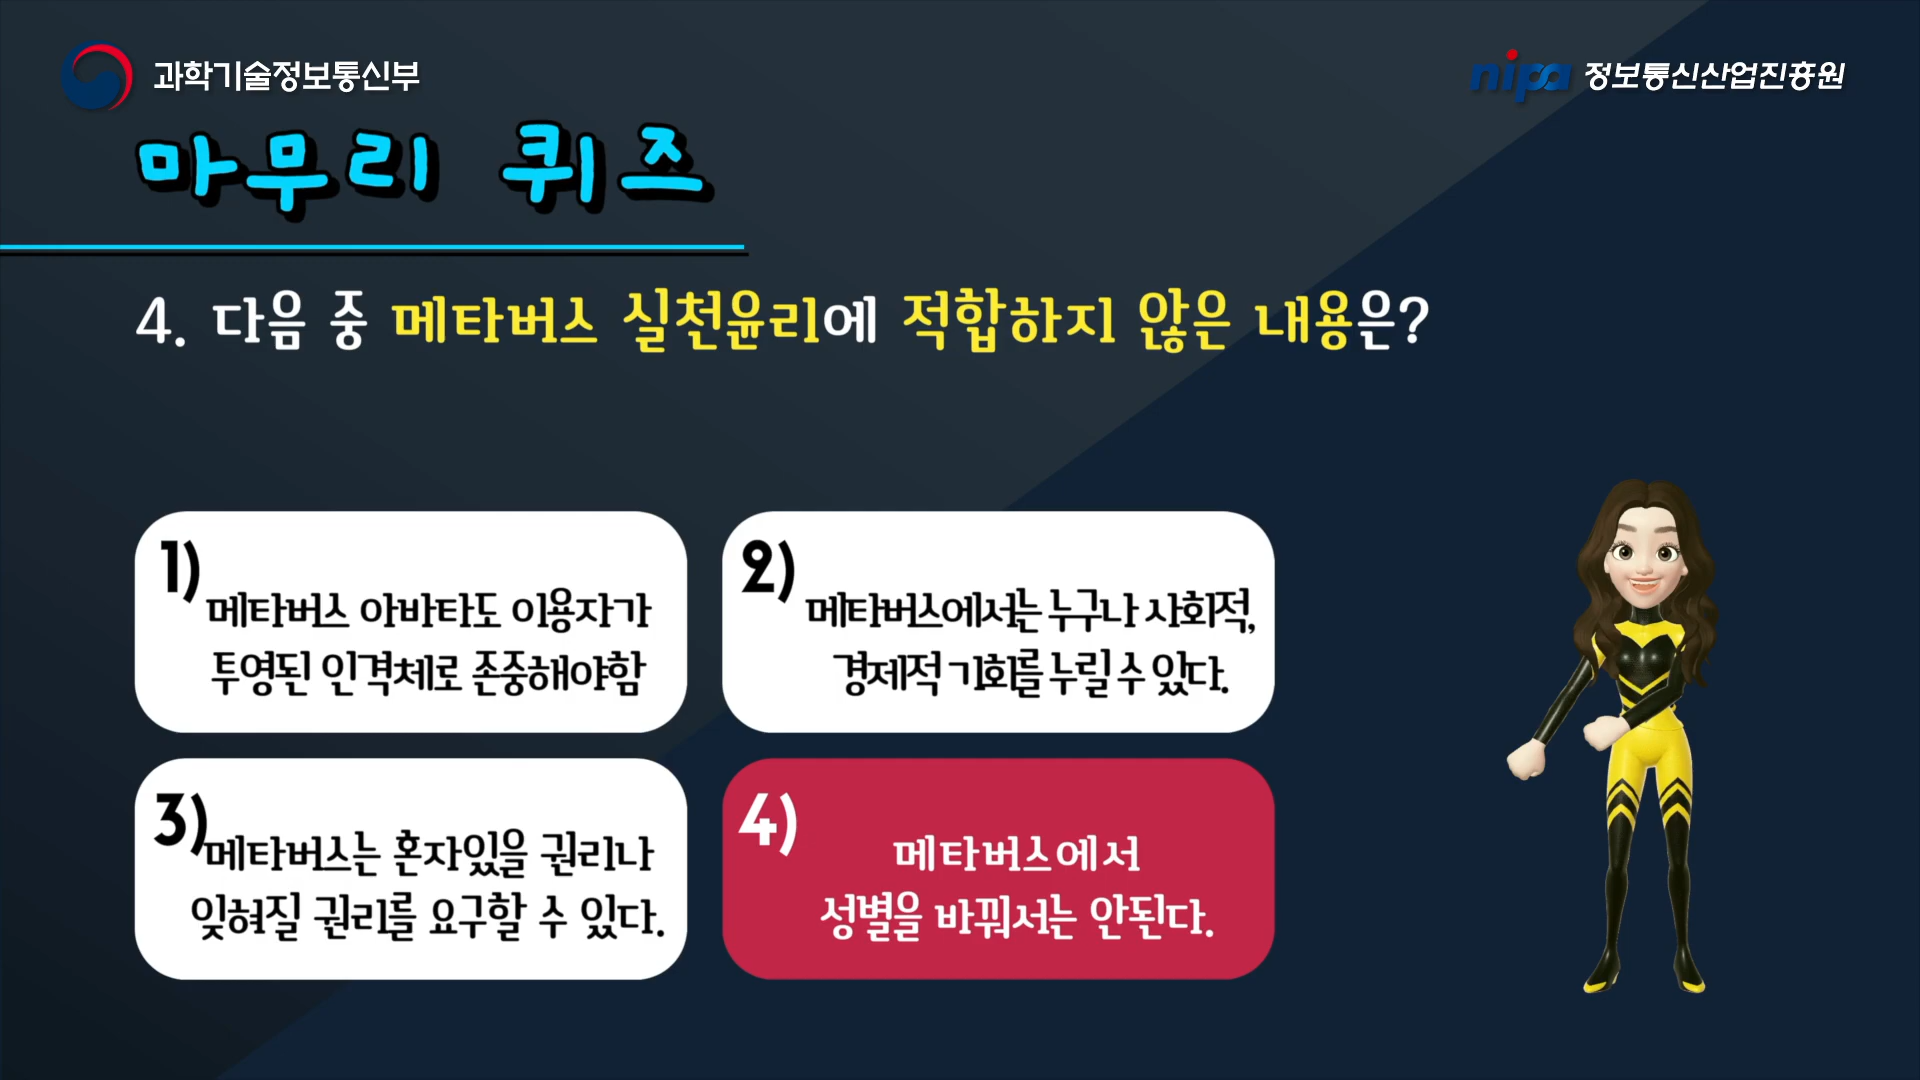 과학기술정보통신부
nipa 정보통신산업진흥원
마무리 퀴즈
4. 다음 중 메타버스 실천윤리에 적합하지 않은 내용은?
1)
메타버스 아바타도 이용자가
투영된 인격체로 존중해야함
2)
메타버스에서는 누구나 사회적,
경제적 기회를 누릴 수 있다.
3)
메타버스는 혼자있을 권리나
잊혀질 권리를 요구할 수 있다.
4)
메타버스에서
성별을 바꿔서는 안된다.